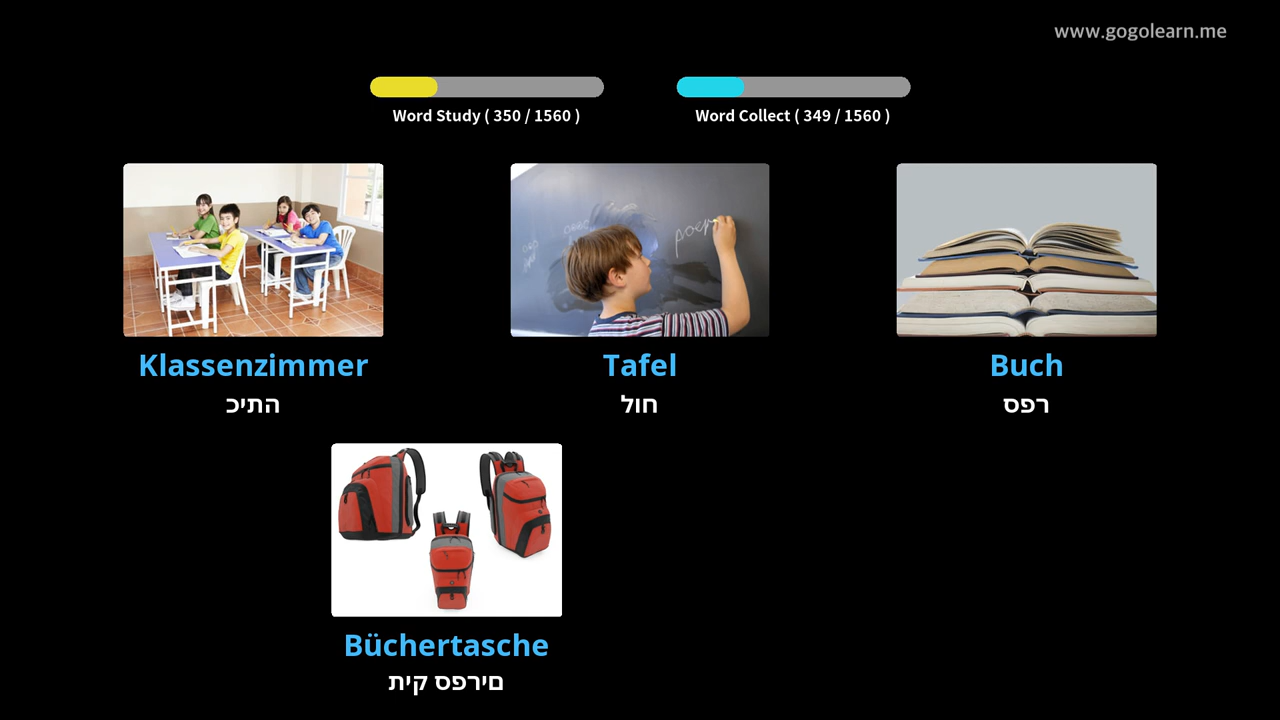 www.gogolearn.me
Word Study ( 350 / 1560 )
Word Collect ( 349 / 1560 )
Klassenzimmer
התיכ
Tafel
חול
Buch
רפס
Büchertasche
םירפס קית